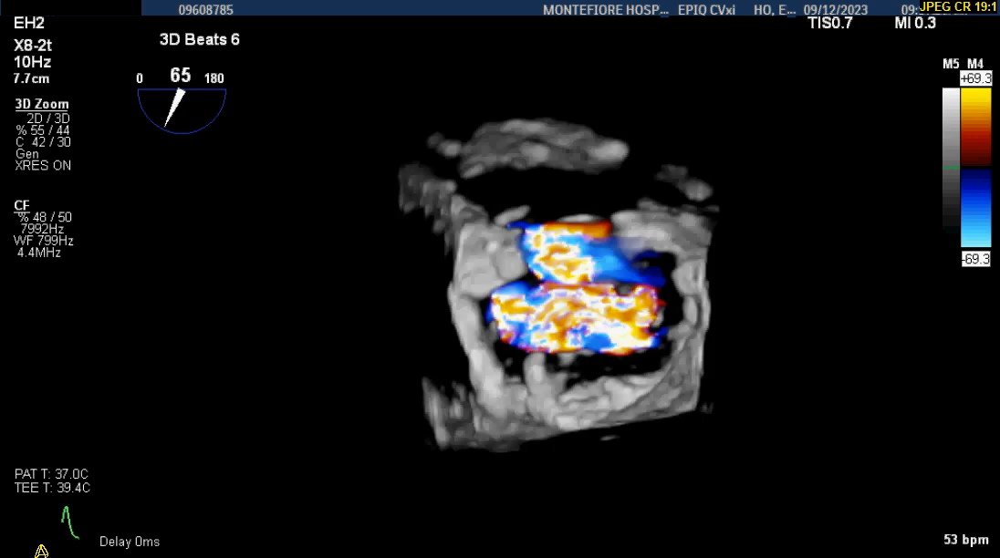 09608785 MONTEFIORE HOSP... EPIQ CVxi HO, E... 09/12/2023 JPEG CR 19:1
EH2 TIS0.7 MI 0.3
X8-2t 3D Beats 6
10Hz
7.7cm 0 65 180
3D Zoom
2D / 3D
% 55 / 44
C 42 / 30
Gen
XRES ON
M5 M4
+69.3
CF
% 48 / 50
7992Hz
WF 799Hz
4.4MHz
-69.3
PAT T: 37.0C
TEE T: 39.4C
Delay 0ms
53 bpm